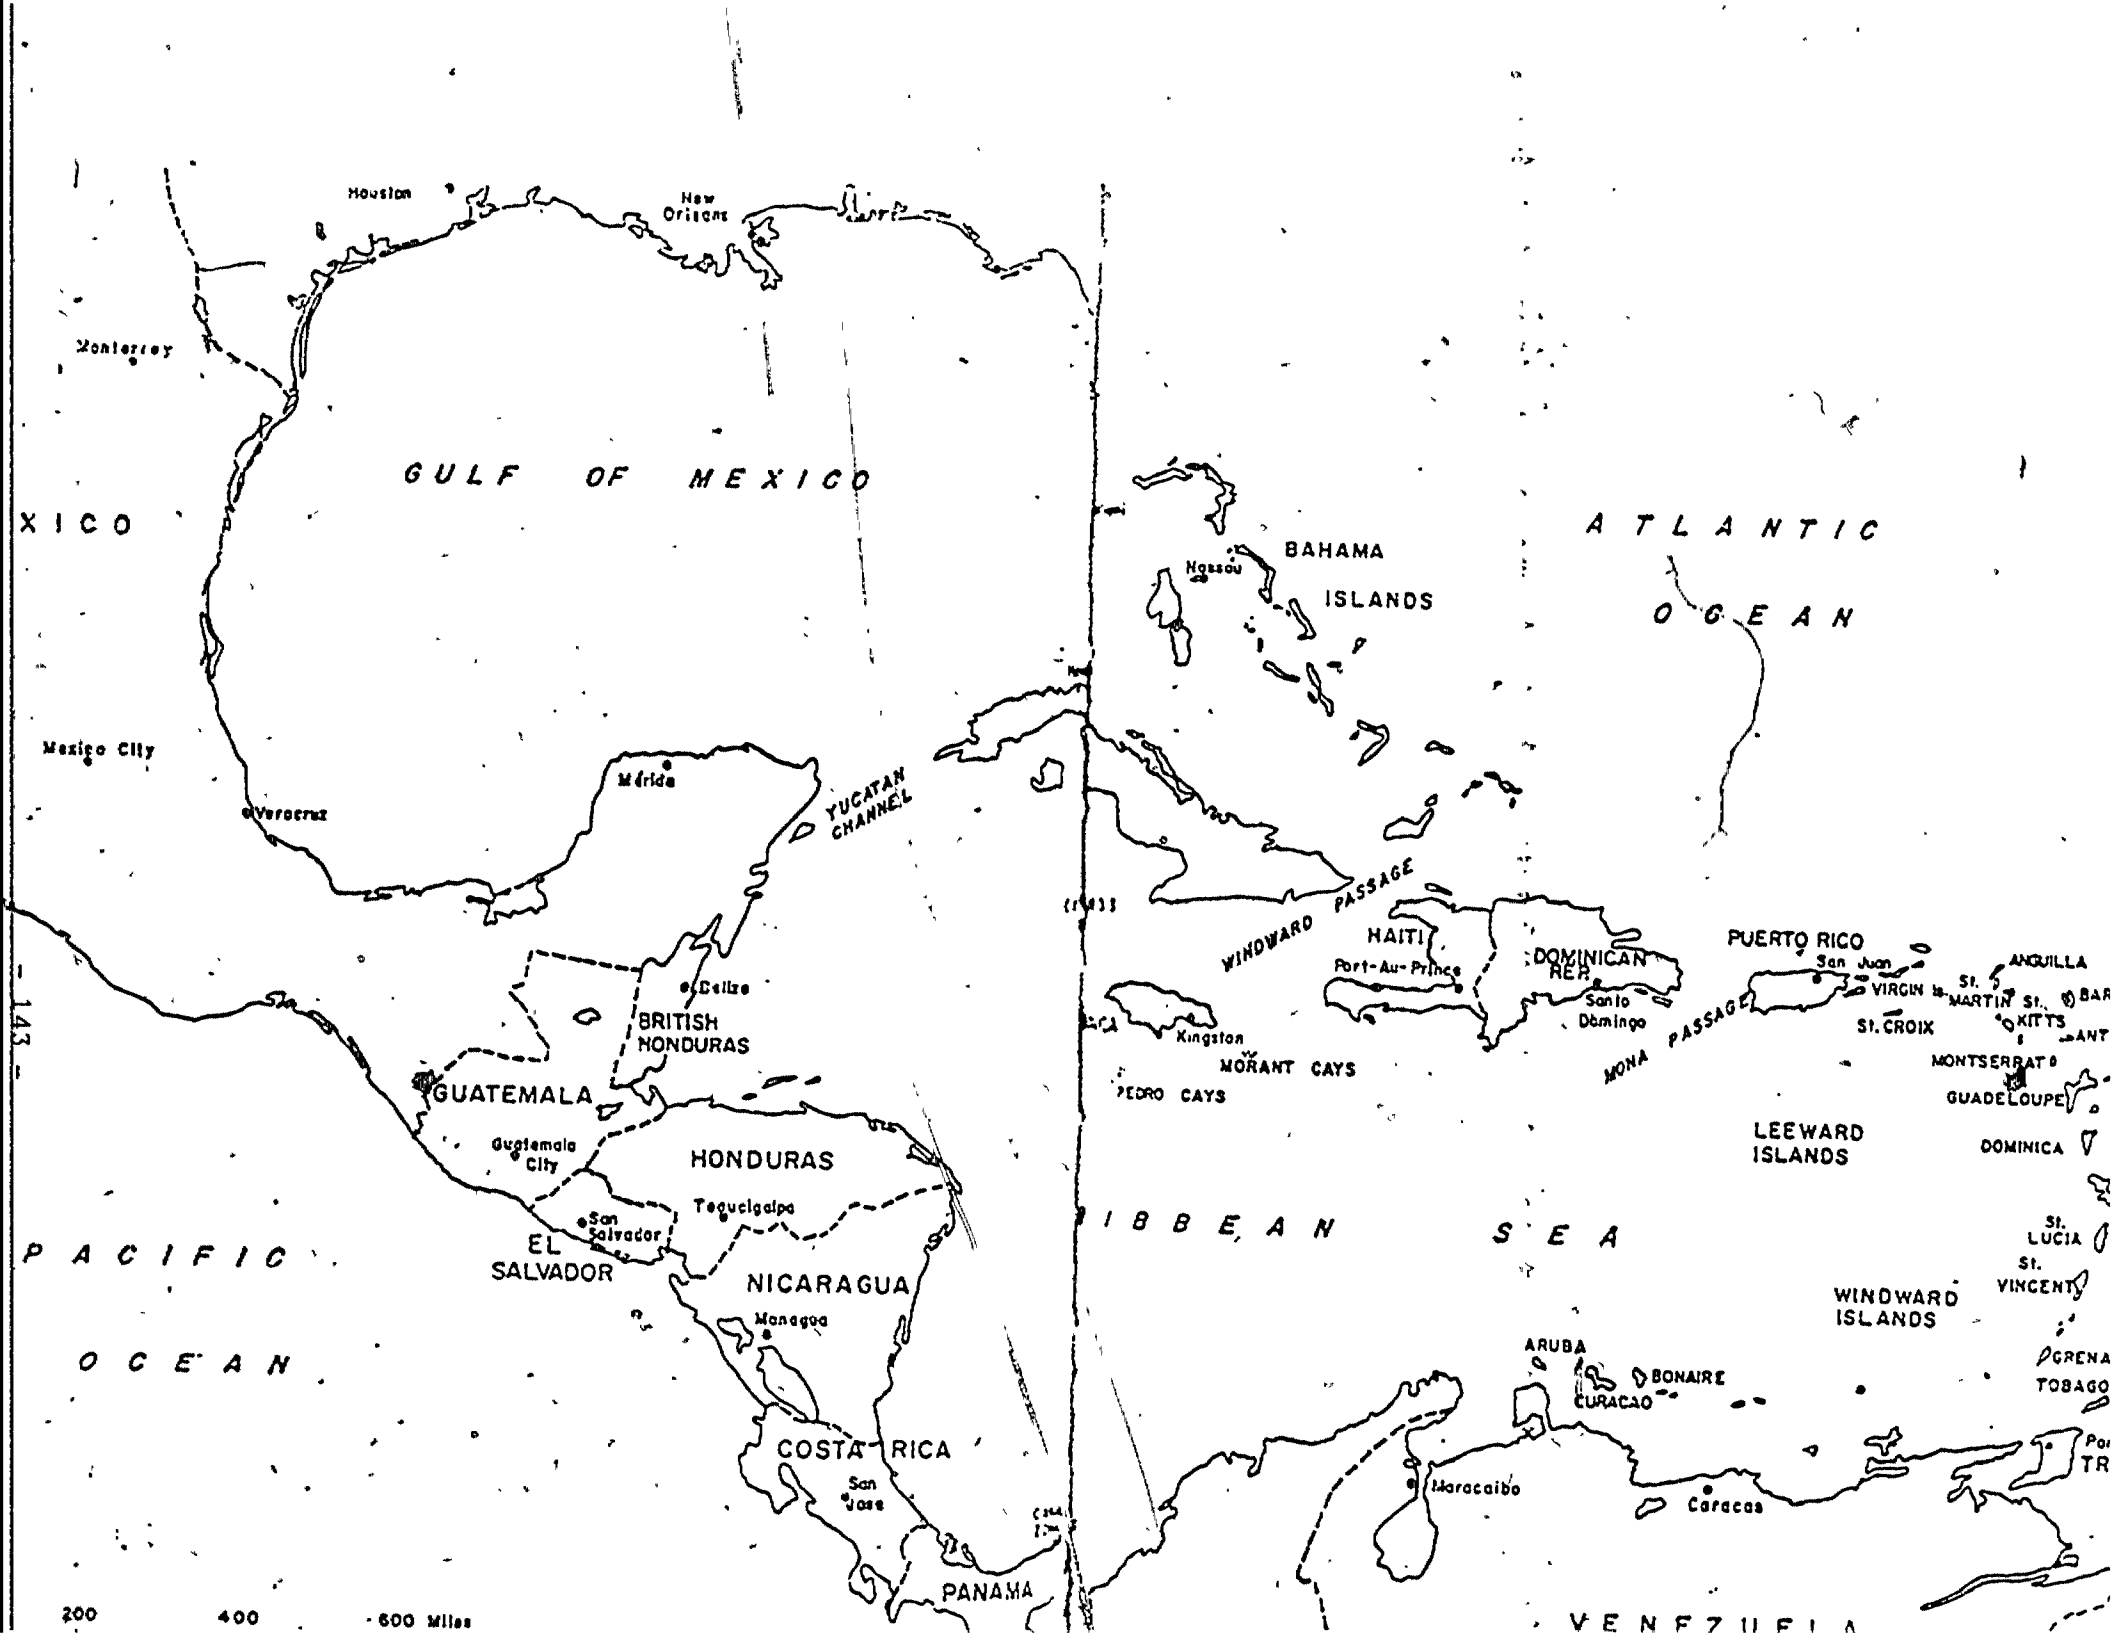 Houston
New
Orleans
Monterrey
GULF OF MEXICO
XICO
ATLANTIC
OCEAN
BAHAMA
ISLANDS
Nassau
Mexico City
Veracruz
Mérida
YUCATAN
CHANNEL
WINDWARD PASSAGE
HAITI
Port-Au-Prince
DOMINICAN
REP.
Santo
Domingo
MONA PASSAGE
PUERTO RICO
San Juan
VIRGIN Is.
St. CROIX
ANGUILLA
St.
MARTIN
St.
KITTS
BAR
ANT
MONTSERRAT
GUADELOUPE
DOMINICA
LEEWARD
ISLANDS
Kingston
MORANT CAYS
PEDRO CAYS
- 143 -
Belize
BRITISH
HONDURAS
GUATEMALA
Guatemala
City
HONDURAS
Tegucigalpa
San
Salvador
EL
SALVADOR
PACIFIC
OCEAN
IBBEAN SEA
NICARAGUA
Managua
St.
LUCIA
St.
VINCENT
WINDWARD
ISLANDS
GRENA
TOBAGO
ARUBA
CURACAO
BONAIRE
COSTA RICA
San
Jose
Maracaibo
Caracas
Por
TR
PANAMA
VENEZUELA
200 400 600 Miles